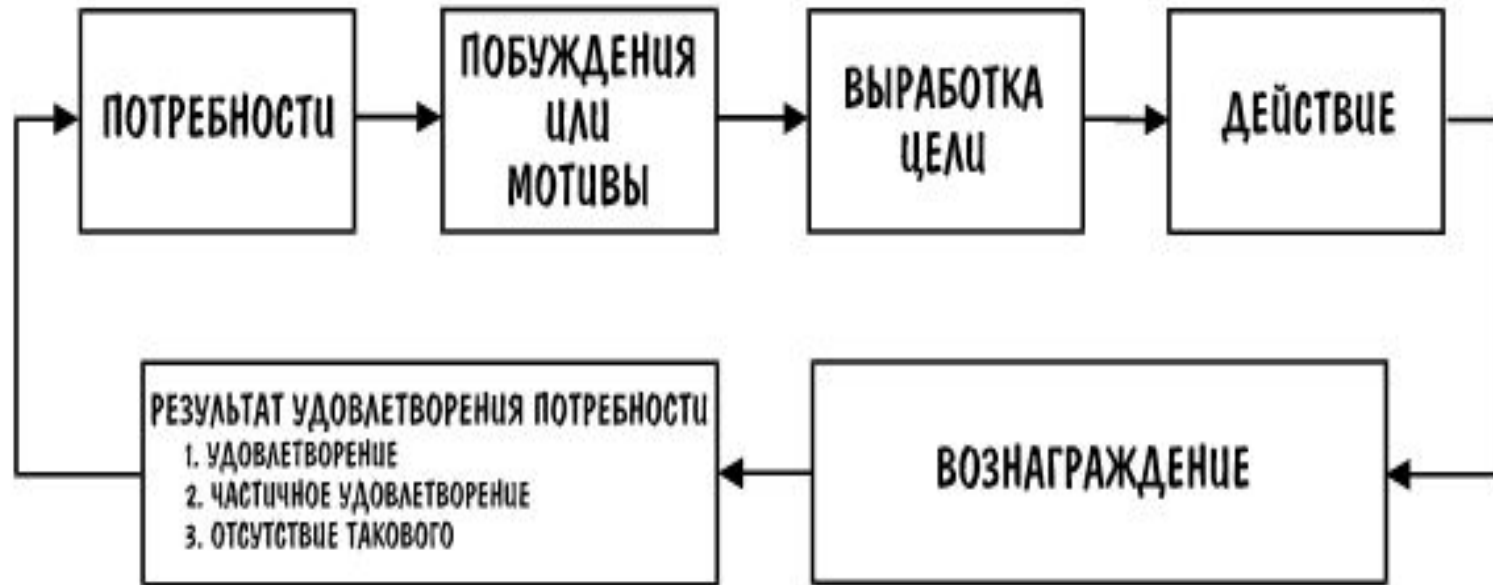 ПОТРЕБНОСТИ
ПОБУЖДЕНИЯ
ИЛИ
МОТИВЫ
ВЫРАБОТКА
ЦЕЛИ
ДЕЙСТВИЕ
РЕЗУЛЬТАТ УДОВЛЕТВОРЕНИЯ ПОТРЕБНОСТИ
1. УДОВЛЕТВОРЕНИЕ
2. ЧАСТИЧНОЕ УДОВЛЕТВОРЕНИЕ
3. ОТСУТСТВИЕ ТАКОВОГО
ВОЗНАГРАЖДЕНИЕ